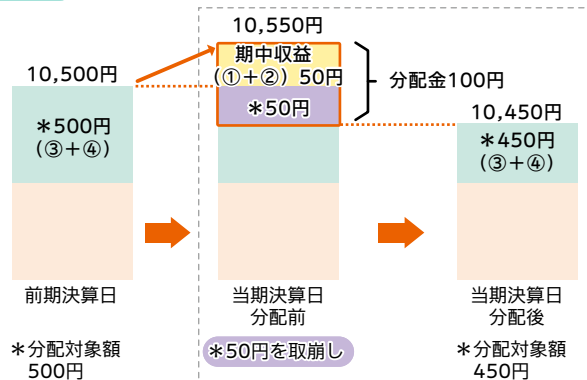 10,550円
期中収益
(①+②) 50円
*50円
分配金100円
10,500円
*500円
(③+④)
10,450円
*450円
(③+④)
前期決算日
当期決算日
分配前
当期決算日
分配後
*分配対象額
500円
*50円を取崩し
*分配対象額
450円